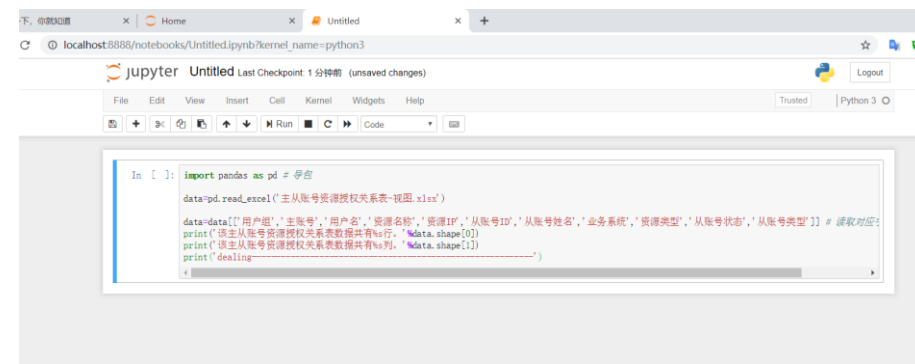 下，你就知道 Home Untitled
localhost:8888/notebooks/Untitled.ipynb?kernel_name=python3
jupyter Untitled Last Checkpoint: 1 分钟前 (unsaved changes) Logout
File Edit View Insert Cell Kernel Widgets Help Trusted Python 3
Run Code
In [ ]: import pandas as pd # 导包
data=pd.read_excel('主从账号资源授权关系表-视图.xlsx')
data=data[['用户组','主账号','用户名','资源名称','资源IP','从账号ID','从账号姓名','业务系统','资源类型','从账号状态','从账号类型']] # 读取对应
print('该主从账号资源授权关系表数据共有%s行。'%data.shape[0])
print('该主从账号资源授权关系表数据共有%s列。'%data.shape[1])
print('dealing————————————————————————————')